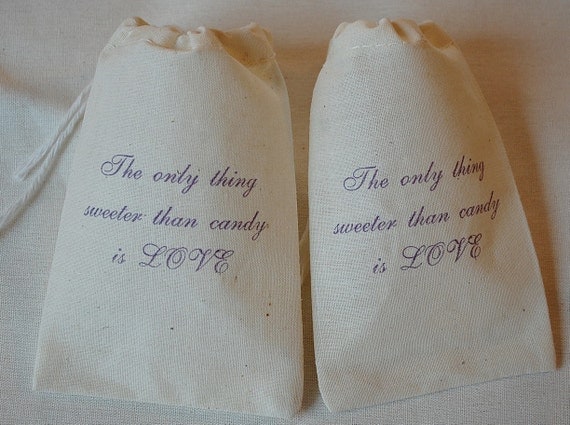 The only thing
sweeter than candy
is LOVE
The only thing
sweeter than candy
is LOVE